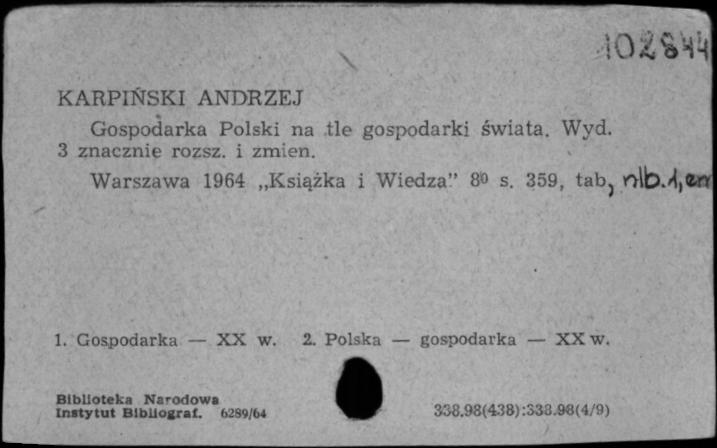 102844
KARPIŃSKI ANDRZEJ
Gospodarka Polski na tle gospodarki świata. Wyd.
3 znacznie rozsz. i zmien.
Warszawa 1964 „Książka i Wiedza” 8⁰ s. 359, tab, nlb. 1, err
1. Gospodarka — XX w. 2. Polska — gospodarka — XX w.
Biblioteka Narodowa
Instytut Bibliograf. 6289/64
338.98(438):338.98(4/9)